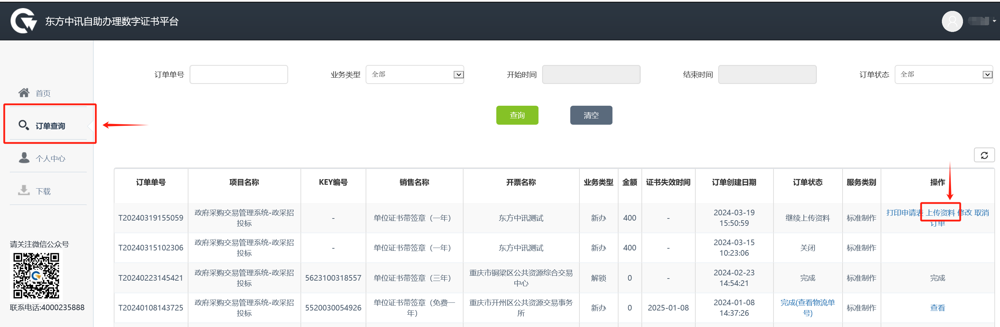 东方中讯自助办理数字证书平台
订单单号
业务类型 全部
开始时间
结束时间
订单状态 全部
首页
查询 清空
订单查询
个人中心
下载
请关注微信公众号
联系电话:4000235888
订单单号 项目名称 KEY编号 销售名称 开票名称 业务类型 金额 证书失效时间 订单创建日期 订单状态 服务类别 操作
T20240319155059
政府采购交易管理系统-政采招
投标
-
单位证书带签章（一年）
东方中讯测试
新办
400
-
2024-03-19
15:50:59
继续上传资料
标准制作
打印申请表 上传资料 修改 取消
订单
T20240315102306
政府采购交易管理系统-政采招
投标
-
单位证书带签章（一年）
东方中讯测试
新办
400
-
2024-03-15
10:23:06
关闭
标准制作
T20240223145421
政府采购交易管理系统-政采招
投标
5623100318557
单位证书带签章（三年）
重庆市铜梁区公共资源综合交易
中心
解锁
0
-
2024-02-23
14:54:21
完成
标准制作
完成
T20240108143725
政府采购交易管理系统-政采招
投标
5520030054926
单位证书带签章（免费一
年）
重庆市开州区公共资源交易事务
所
新办
0
2025-01-08
2024-01-08
14:37:26
完成(查看物流单
号)
标准制作
查看